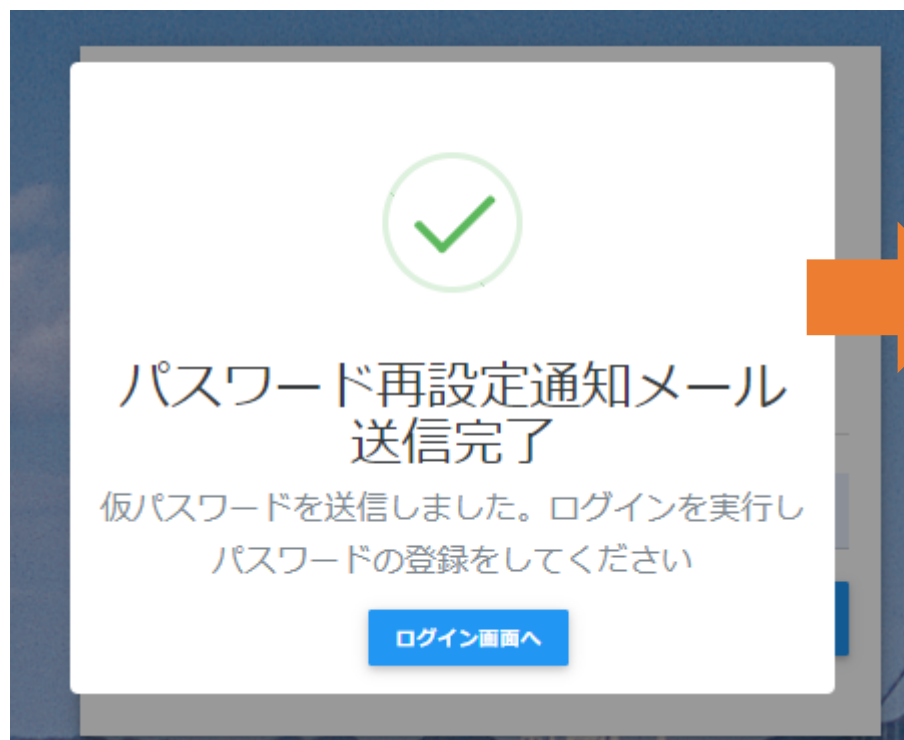 パスワード再設定通知メール
送信完了
仮パスワードを送信しました。ログインを実行し
パスワードの登録をしてください
ログイン画面へ